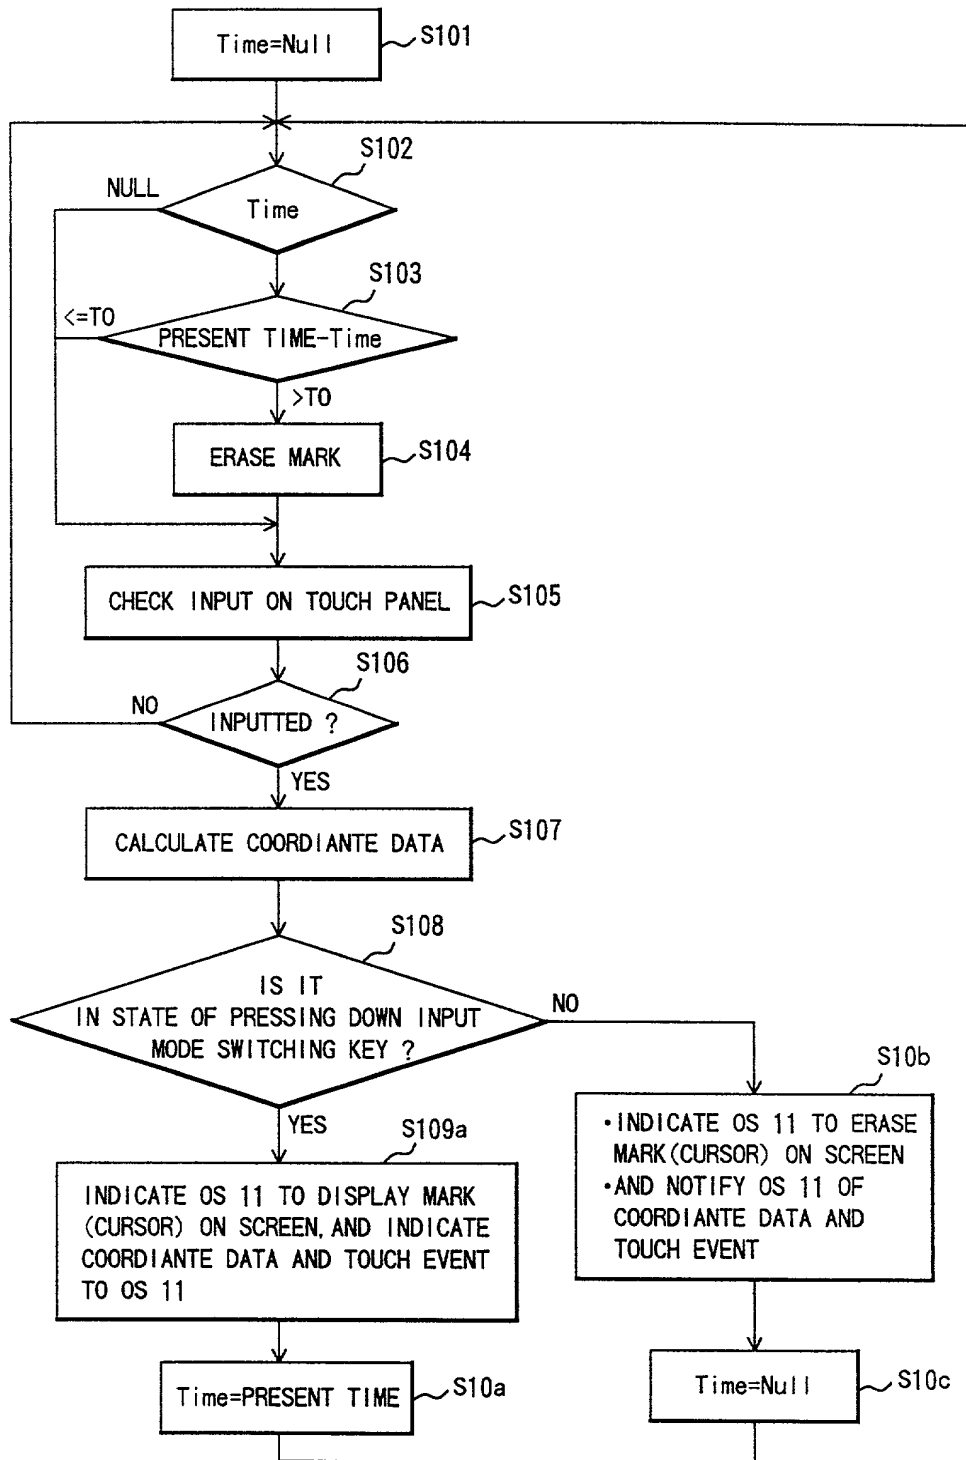 Time=Null
S101
S102
NULL
Time
S103
<=T0
PRESENT TIME-Time
>T0
ERASE MARK
S104
CHECK INPUT ON TOUCH PANEL
S105
S106
NO
INPUTTED ?
YES
CALCULATE COORDIANTE DATA
S107
S108
IS IT
IN STATE OF PRESSING DOWN INPUT
MODE SWITCHING KEY ?
NO
YES
S109a
INDICATE OS 11 TO DISPLAY MARK
(CURSOR) ON SCREEN, AND INDICATE
COORDIANTE DATA AND TOUCH EVENT
TO OS 11
S10b
•INDICATE OS 11 TO ERASE
MARK(CURSOR) ON SCREEN
•AND NOTIFY OS 11 OF
COORDIANTE DATA AND
TOUCH EVENT
Time=PRESENT TIME
S10a
Time=Null
S10c